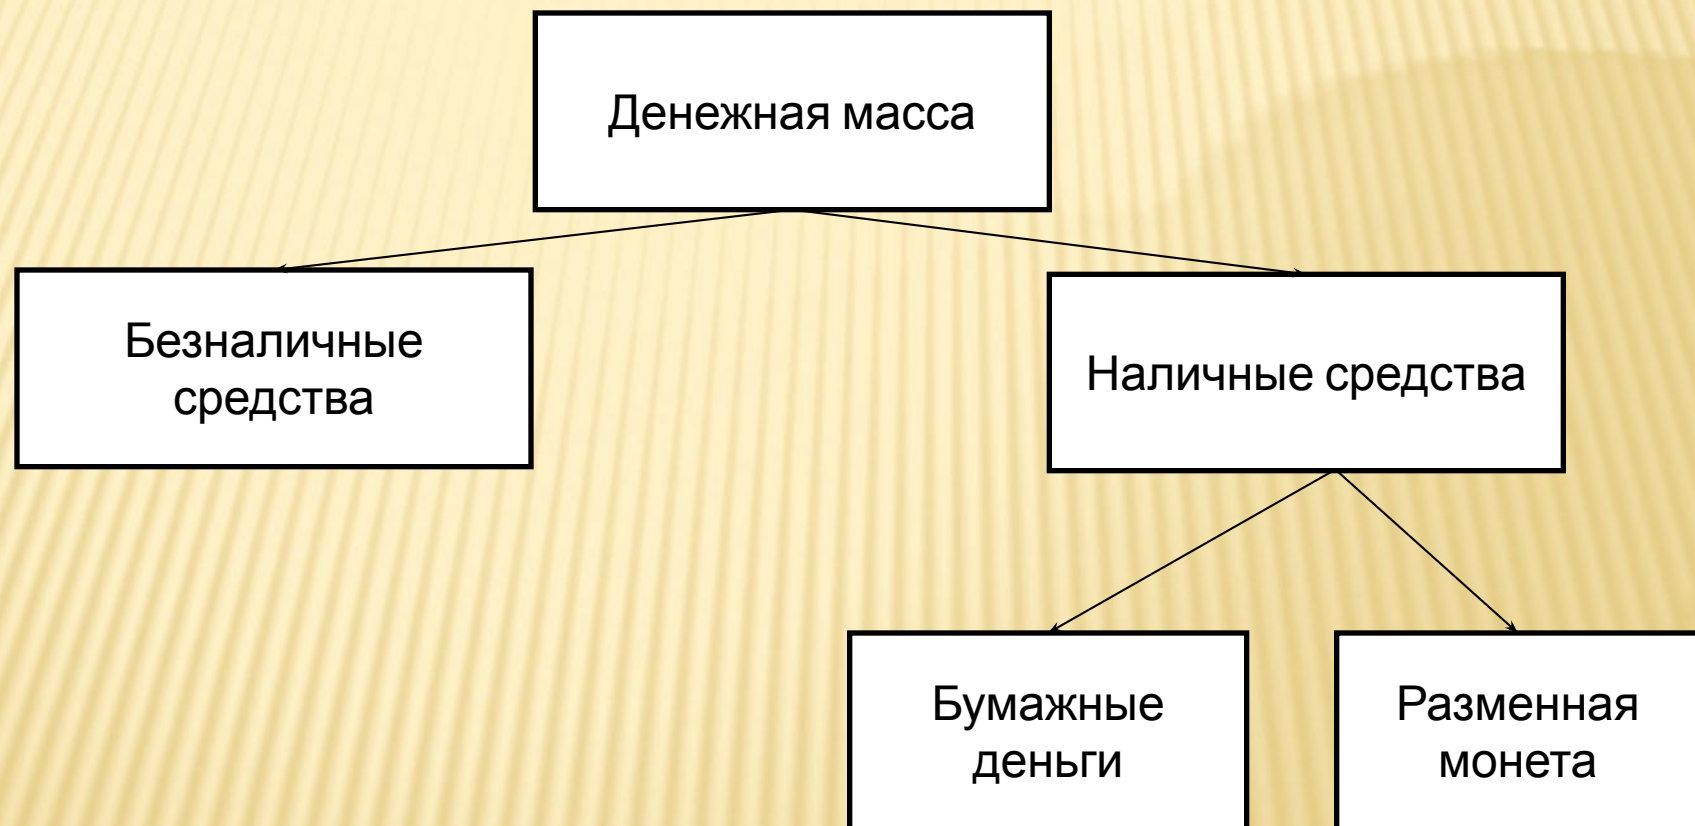 Денежная масса
Безналичные
средства
Наличные средства
Бумажные
деньги
Разменная
монета